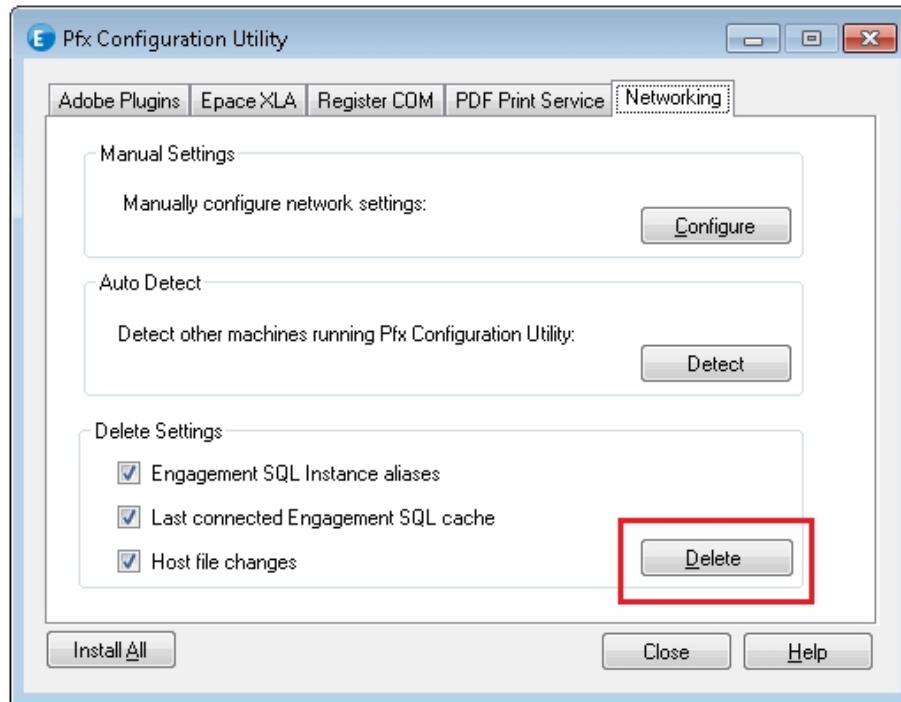 Pfx Configuration Utility
Adobe Plugins Epace XLA Register COM PDF Print Service Networking
Manual Settings
Manually configure network settings:
Configure
Auto Detect
Detect other machines running Pfx Configuration Utility:
Detect
Delete Settings
Engagement SQL Instance aliases
Last connected Engagement SQL cache
Host file changes
Delete
Install All Close Help